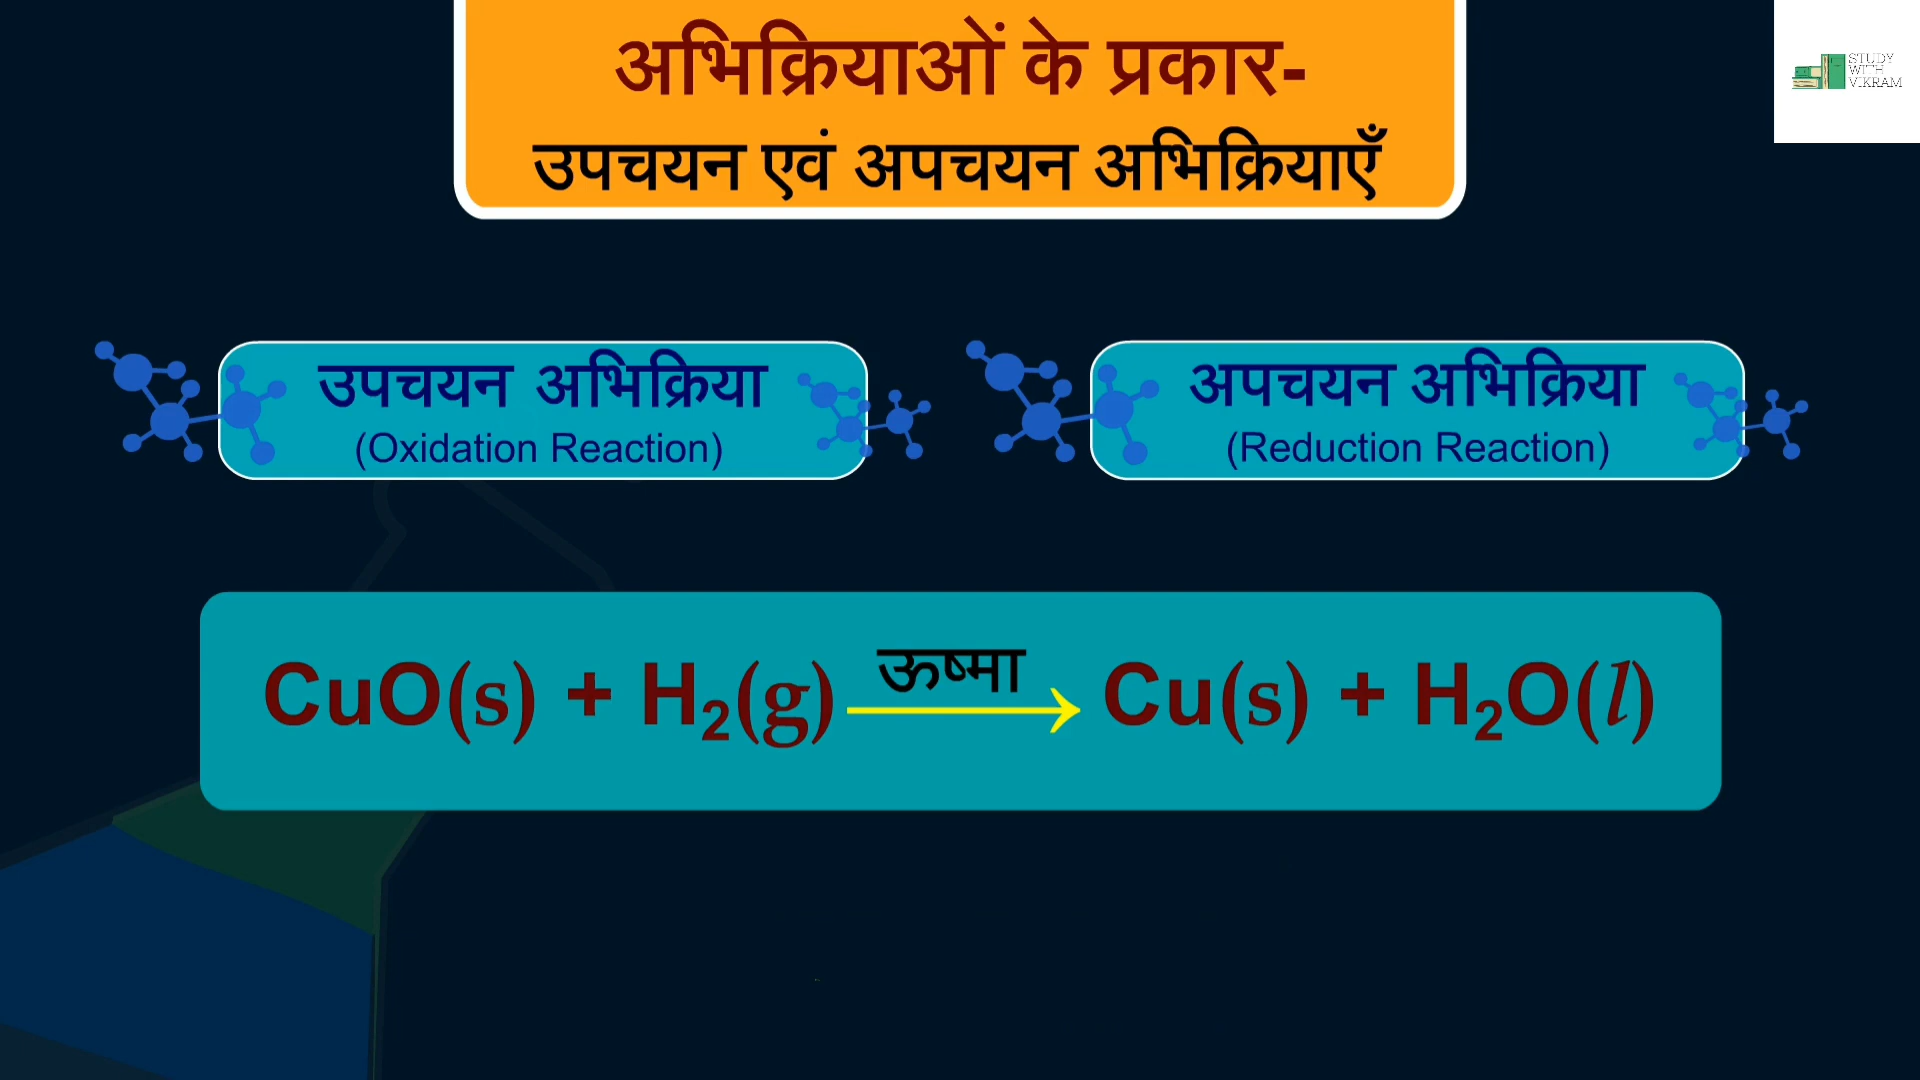 अभिक्रियाओं के प्रकार-
उपचयन एवं अपचयन अभिक्रियाएँ
STUDY
WITH
VIKRAM
उपचयन अभिक्रिया
(Oxidation Reaction)
अपचयन अभिक्रिया
(Reduction Reaction)
CuO(s) + H₂(g) ऊष्मा → Cu(s) + H₂O(l)